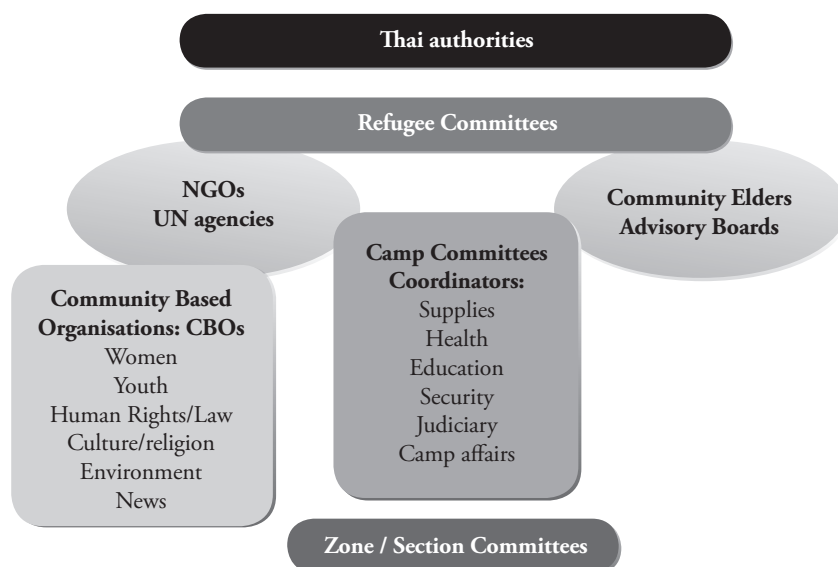 Thai authorities
Refugee Committees
NGOs
UN agencies
Community Elders
Advisory Boards
Camp Committees
Coordinators:
Supplies
Health
Education
Security
Judiciary
Camp affairs
Community Based
Organisations: CBOs
Women
Youth
Human Rights/Law
Culture/religion
Environment
News
Zone / Section Committees